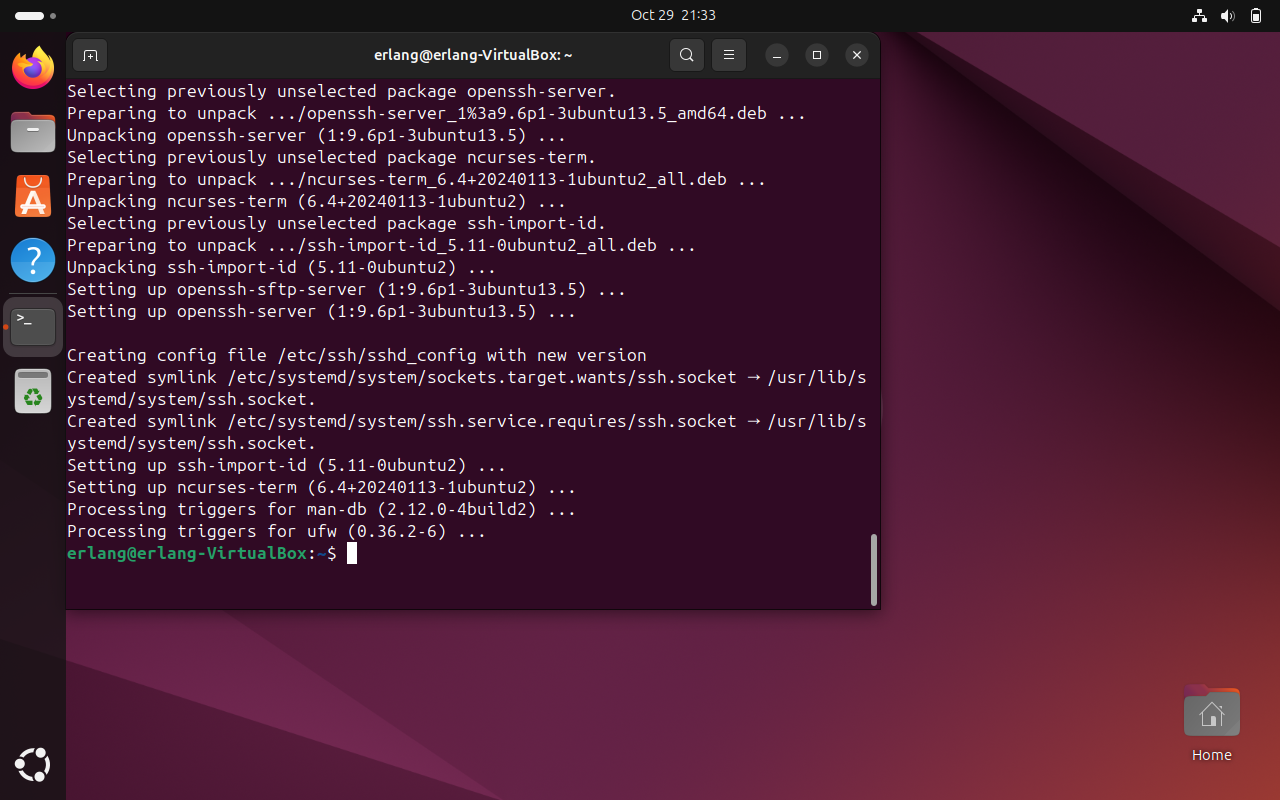 Oct 29 21:33
erlang@erlang-VirtualBox: ~
Selecting previously unselected package openssh-server.
Preparing to unpack .../openssh-server_1%3a9.6p1-3ubuntu13.5_amd64.deb ...
Unpacking openssh-server (1:9.6p1-3ubuntu13.5) ...
Selecting previously unselected package ncurses-term.
Preparing to unpack .../ncurses-term_6.4+20240113-1ubuntu2_all.deb ...
Unpacking ncurses-term (6.4+20240113-1ubuntu2) ...
Selecting previously unselected package ssh-import-id.
Preparing to unpack .../ssh-import-id_5.11-0ubuntu2_all.deb ...
Unpacking ssh-import-id (5.11-0ubuntu2) ...
Setting up openssh-sftp-server (1:9.6p1-3ubuntu13.5) ...
Setting up openssh-server (1:9.6p1-3ubuntu13.5) ...
Creating config file /etc/ssh/sshd_config with new version
Created symlink /etc/systemd/system/sockets.target.wants/ssh.socket → /usr/lib/s
ystemd/system/ssh.socket.
Created symlink /etc/systemd/system/ssh.service.requires/ssh.socket → /usr/lib/s
ystemd/system/ssh.socket.
Setting up ssh-import-id (5.11-0ubuntu2) ...
Setting up ncurses-term (6.4+20240113-1ubuntu2) ...
Processing triggers for man-db (2.12.0-4build2) ...
Processing triggers for ufw (0.36.2-6) ...
erlang@erlang-VirtualBox:~$
Home